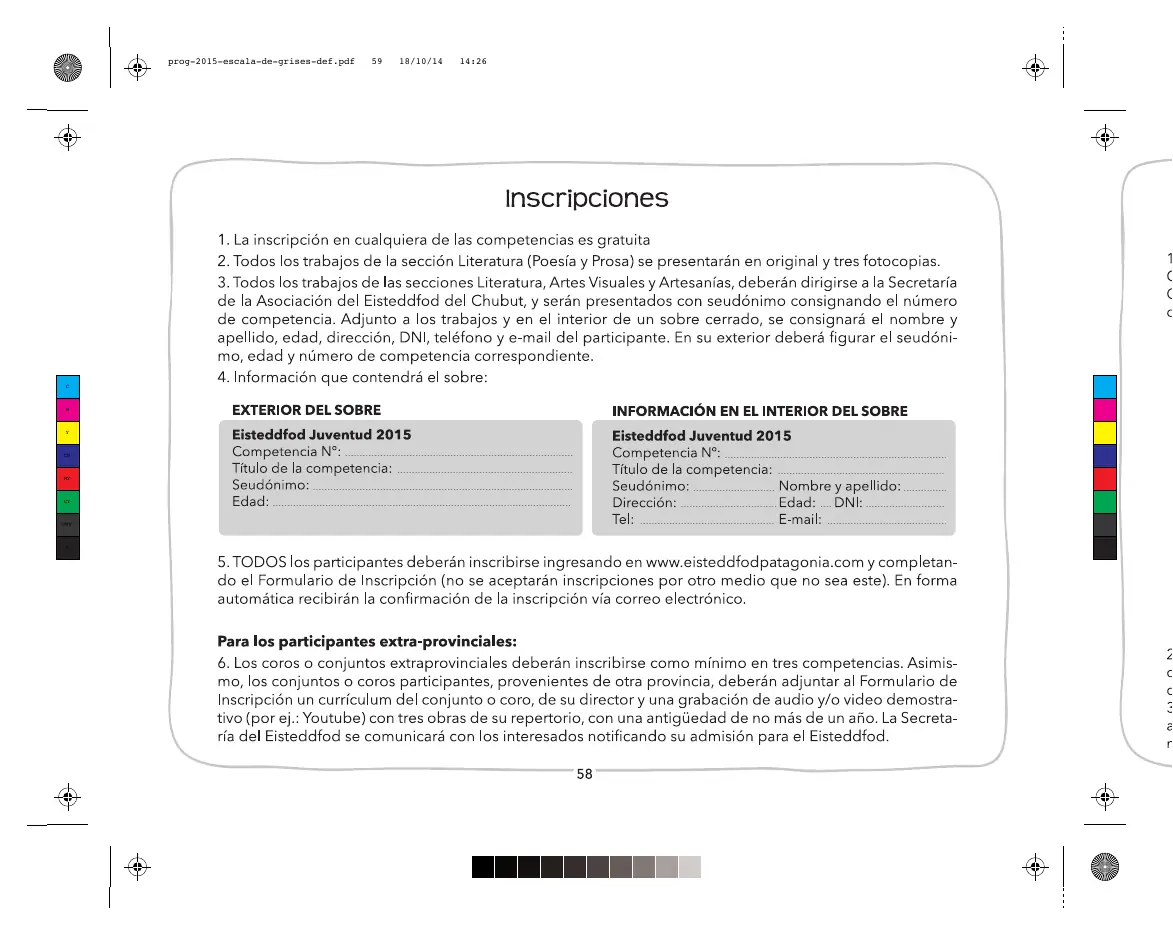 prog-2015-escala-de-grises-def.pdf 59 18/10/14 14:26
Inscripciones
1. La inscripción en cualquiera de las competencias es gratuita
2. Todos los trabajos de la sección Literatura (Poesía y Prosa) se presentarán en original y tres fotocopias.
3. Todos los trabajos de las secciones Literatura, Artes Visuales y Artesanías, deberán dirigirse a la Secretaría
de la Asociación del Eisteddfod del Chubut, y serán presentados con seudónimo consignando el número
de competencia. Adjunto a los trabajos y en el interior de un sobre cerrado, se consignará el nombre y
apellido, edad, dirección, DNI, teléfono y e-mail del participante. En su exterior deberá figurar el seudóni-
mo, edad y número de competencia correspondiente.
4. Información que contendrá el sobre:
EXTERIOR DEL SOBRE
Eisteddfod Juventud 2015
Competencia Nº:
Título de la competencia:
Seudónimo:
Edad:
INFORMACIÓN EN EL INTERIOR DEL SOBRE
Eisteddfod Juventud 2015
Competencia Nº:
Título de la competencia:
Seudónimo: Nombre y apellido:
Dirección: Edad: DNI:
Tel: E-mail:
5. TODOS los participantes deberán inscribirse ingresando en www.eisteddfodpatagonia.com y completan-
do el Formulario de Inscripción (no se aceptarán inscripciones por otro medio que no sea este). En forma
automática recibirán la confirmación de la inscripción vía correo electrónico.
Para los participantes extra-provinciales:
6. Los coros o conjuntos extraprovinciales deberán inscribirse como mínimo en tres competencias. Asimis-
mo, los conjuntos o coros participantes, provenientes de otra provincia, deberán adjuntar al Formulario de
Inscripción un currículum del conjunto o coro, de su director y una grabación de audio y/o video demostra-
tivo (por ej.: Youtube) con tres obras de su repertorio, con una antigüedad de no más de un año. La Secreta-
ría del Eisteddfod se comunicará con los interesados notificando su admisión para el Eisteddfod.
58